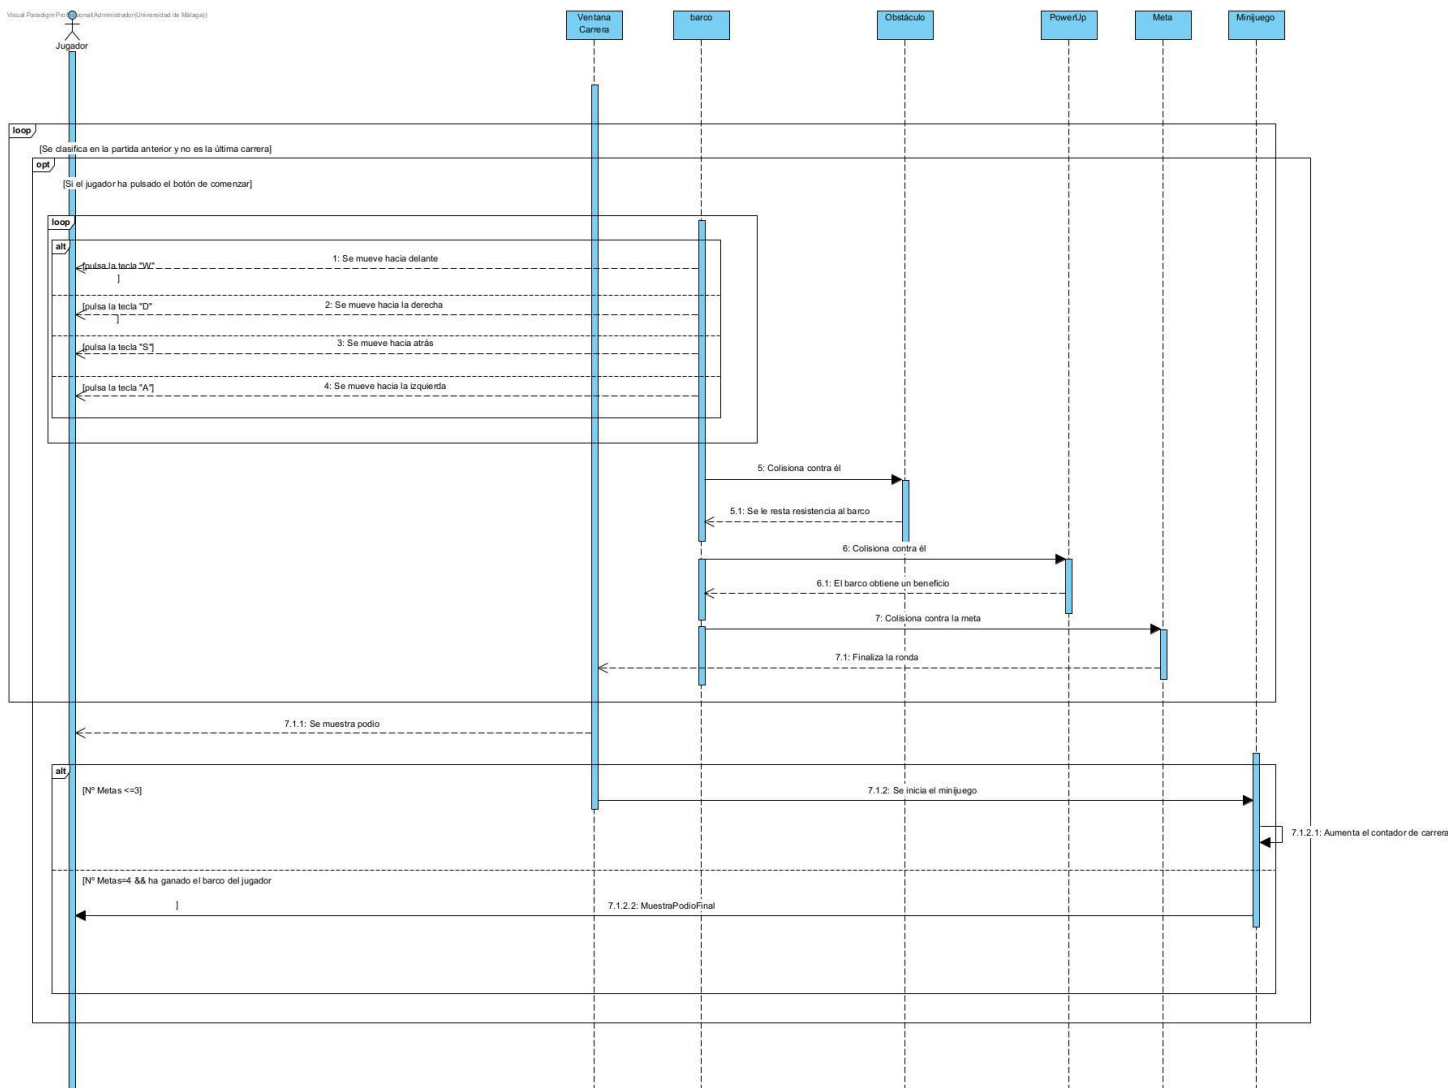 Visual Paradigm Professional(Administrador(Universidad de Málaga))
Jugador
Ventana
Carrera
barco
Obstáculo
PowerUp
Meta
Minijuego
loop
[Se clasifica en la partida anterior y no es la última carrera]
opt
[Si el jugador ha pulsado el botón de comenzar]
loop
alt
1: Se mueve hacia delante
[pulsa la tecla "W"
]
2: Se mueve hacia la derecha
[pulsa la tecla "D"
]
3: Se mueve hacia atrás
[pulsa la tecla "S"]
4: Se mueve hacia la izquierda
[pulsa la tecla "A"]
5: Colisiona contra él
5.1: Se le resta resistencia al barco
6: Colisiona contra él
6.1: El barco obtiene un beneficio
7: Colisiona contra la meta
7.1: Finaliza la ronda
7.1.1: Se muestra podio
alt
[Nº Metas <=3]
7.1.2: Se inicia el minijuego
7.1.2.1: Aumenta el contador de carrera
[Nº Metas=4 && ha ganado el barco del jugador
]
7.1.2.2: MuestraPodioFinal